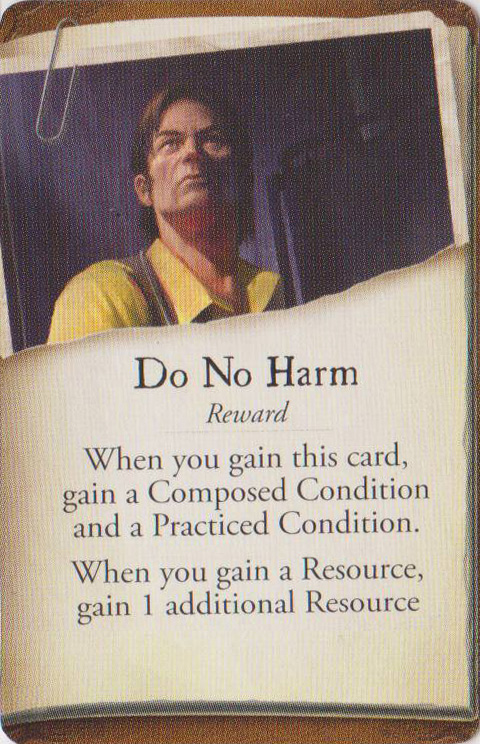 Do No Harm
Reward
When you gain this card,
gain a Composed Condition
and a Practiced Condition.
When you gain a Resource,
gain 1 additional Resource